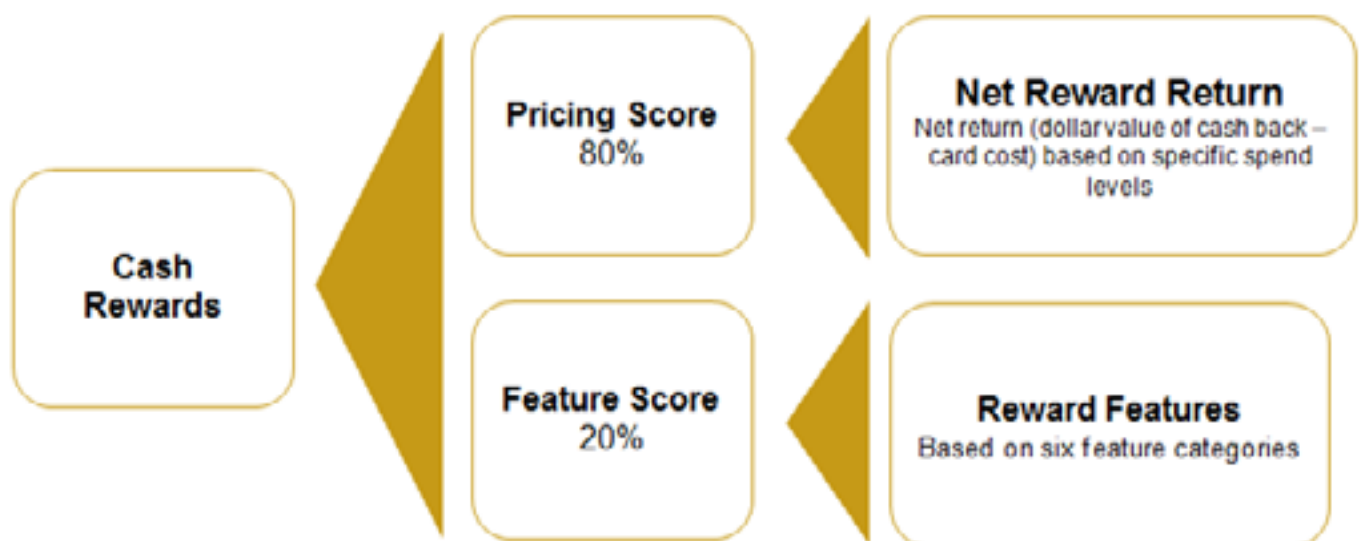 Cash
Rewards
Pricing Score
80%
Net Reward Return
Net return (dollar value of cash back –
card cost) based on specific spend
levels
Feature Score
20%
Reward Features
Based on six feature categories